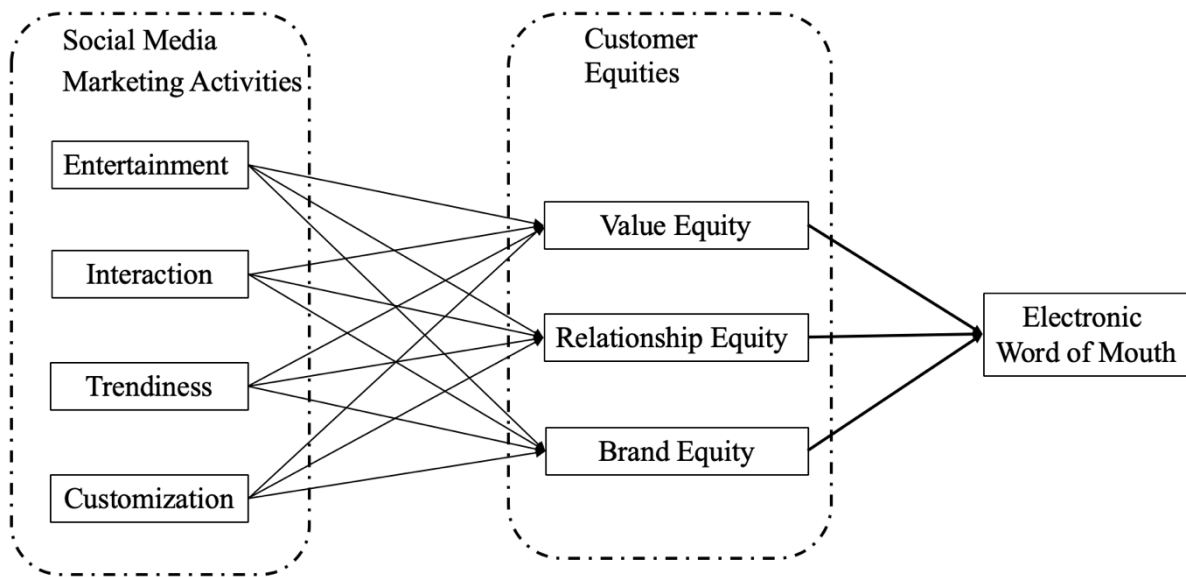 Social Media
Marketing Activities
Entertainment
Interaction
Trendiness
Customization
Customer
Equities
Value Equity
Relationship Equity
Brand Equity
Electronic
Word of Mouth